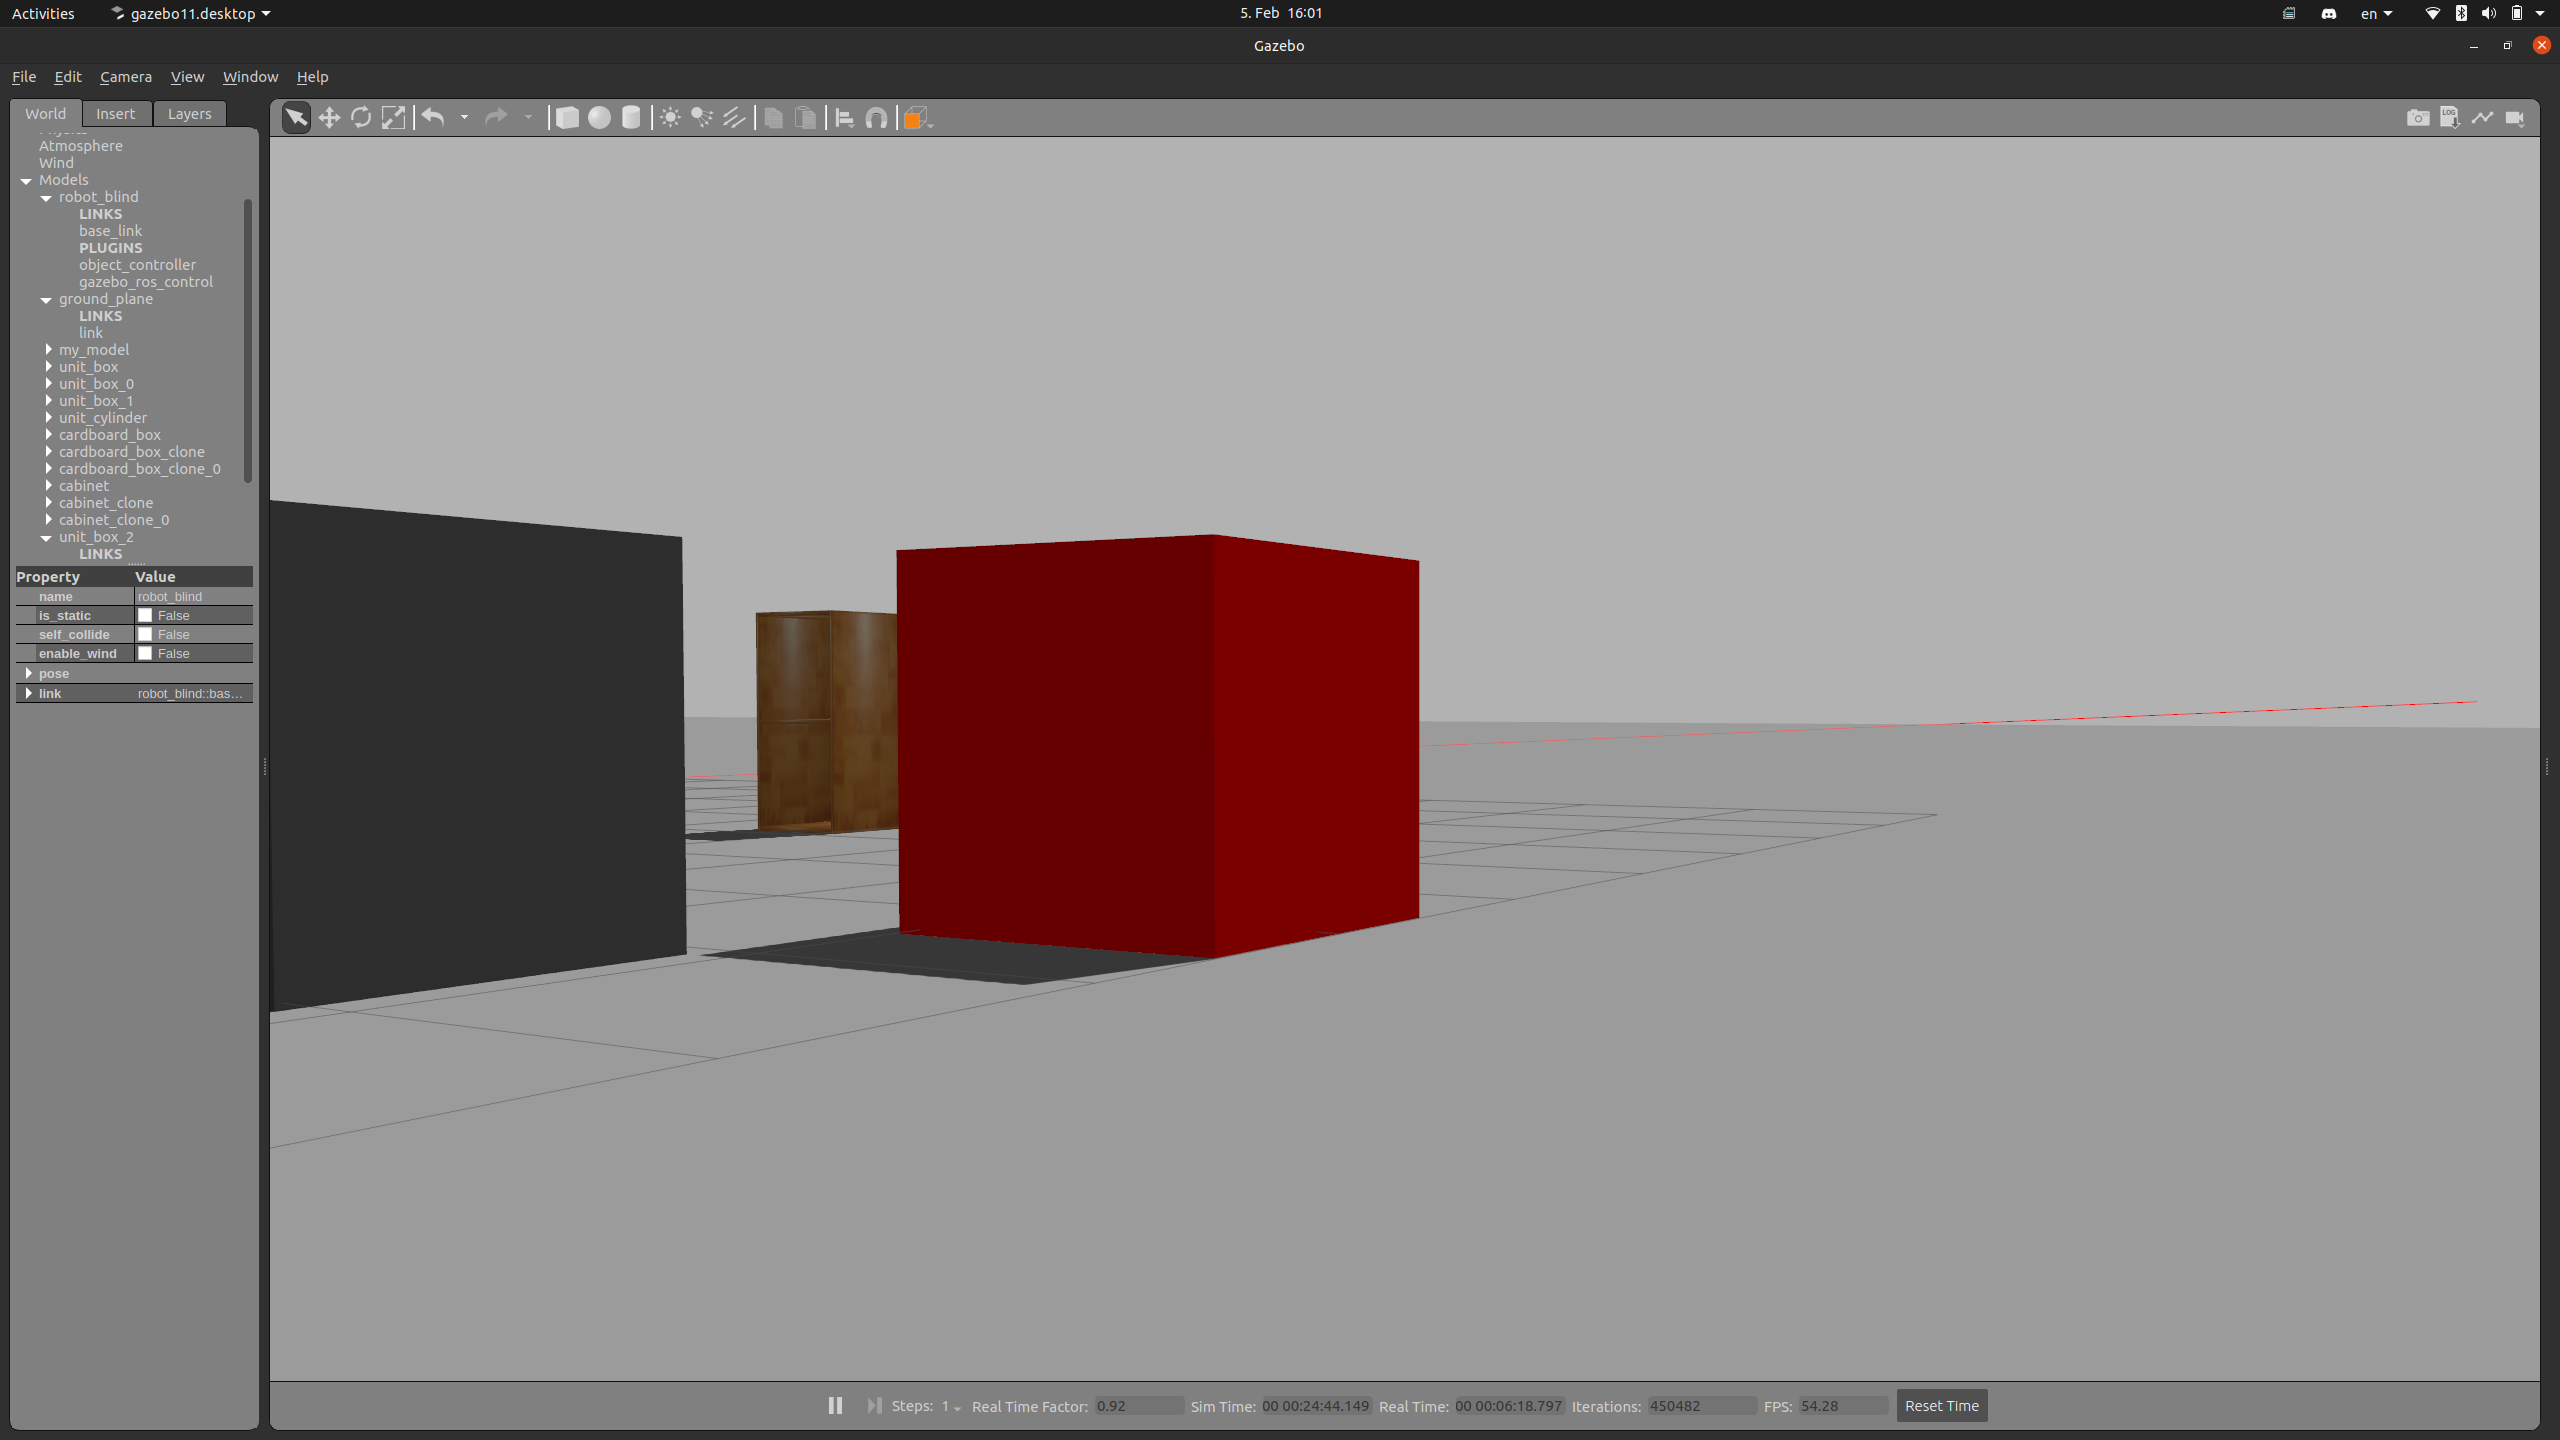 Activities gazebo11.desktop 5. Feb 16:01 en
Gazebo
File Edit Camera View Window Help
World Insert Layers
Physics
Atmosphere
Wind
Models
robot_blind
LINKS
base_link
PLUGINS
object_controller
gazebo_ros_control
ground_plane
LINKS
link
my_model
unit_box
unit_box_0
unit_box_1
unit_cylinder
cardboard_box
cardboard_box_clone
cardboard_box_clone_0
cabinet
cabinet_clone
cabinet_clone_0
unit_box_2
LINKS
Property Value
name robot_blind
is_static False
self_collide False
enable_wind False
pose
link robot_blind::bas...
LOG
Steps: 1 Real Time Factor: 0.92 Sim Time: 00 00:24:44.149 Real Time: 00 00:06:18.797 Iterations: 450482 FPS: 54.28 Reset Time